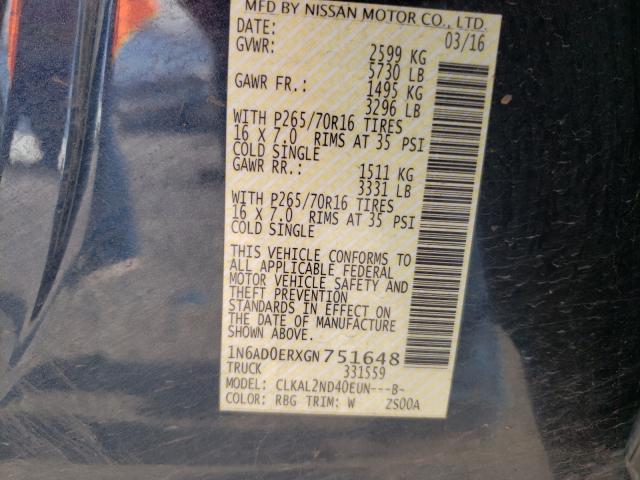 MFD BY NISSAN MOTOR CO., LTD.
DATE: 03/16
GVWR: 2599 KG
5730 LB
GAWR FR.: 1495 KG
3296 LB
WITH P265/70R16 TIRES
16 X 7.0 RIMS AT 35 PSI
COLD SINGLE
GAWR RR.: 1511 KG
3331 LB
WITH P265/70R16 TIRES
16 X 7.0 RIMS AT 35 PSI
COLD SINGLE
THIS VEHICLE CONFORMS TO
ALL APPLICABLE FEDERAL
MOTOR VEHICLE SAFETY AND
THEFT PREVENTION
STANDARDS IN EFFECT ON
THE DATE OF MANUFACTURE
SHOWN ABOVE.
1N6AD0ERXGN751648
TRUCK 331559
MODEL: CLKAL2ND40EUN---B-
COLOR: RBG TRIM: W ZS00A